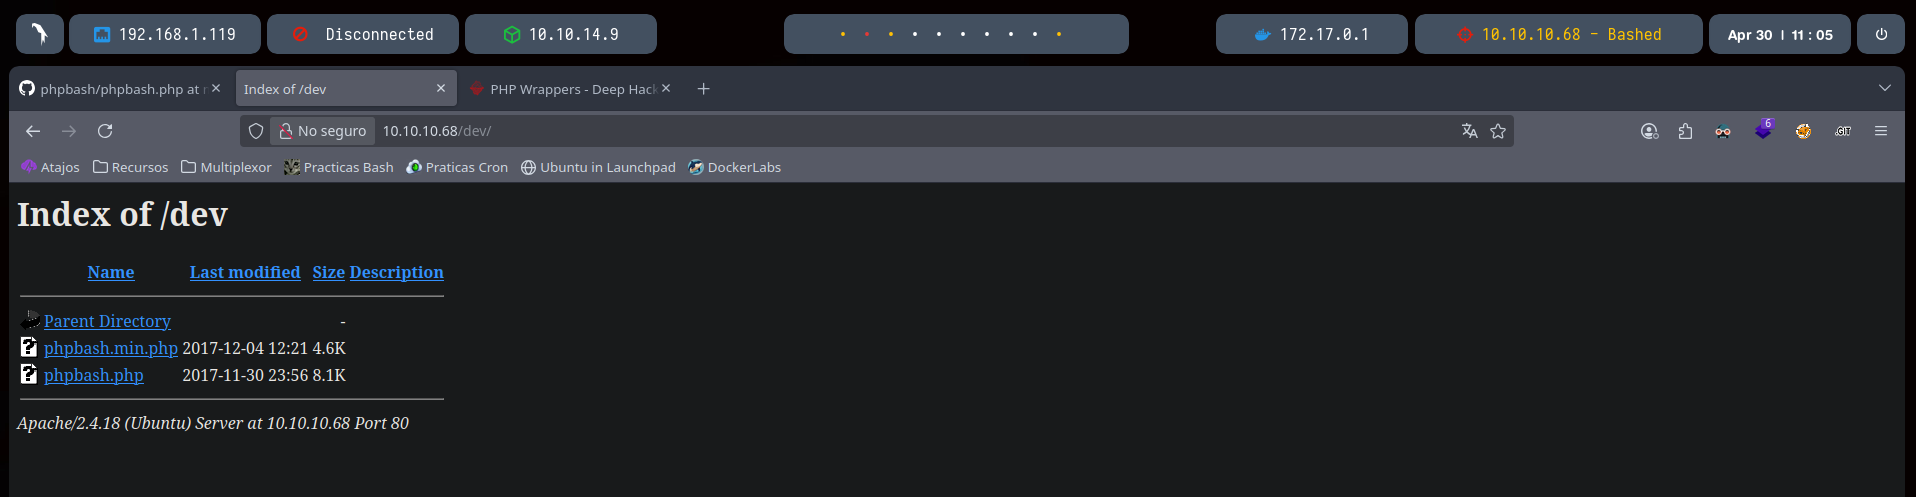 192.168.1.119 Disconnected 10.10.14.9 172.17.0.1 10.10.10.68 - Bashed Apr 30 | 11:05
phpbash/phpbash.php at Index of /dev PHP Wrappers - Deep Hack
No seguro 10.10.10.68/dev/ 6 .GIT
Atajos Recursos Multiplexor Practicas Bash Praticas Cron Ubuntu in Launchpad DockerLabs
Index of /dev
Name Last modified Size Description
Parent Directory -
phpbash.min.php 2017-12-04 12:21 4.6K
phpbash.php 2017-11-30 23:56 8.1K
Apache/2.4.18 (Ubuntu) Server at 10.10.10.68 Port 80